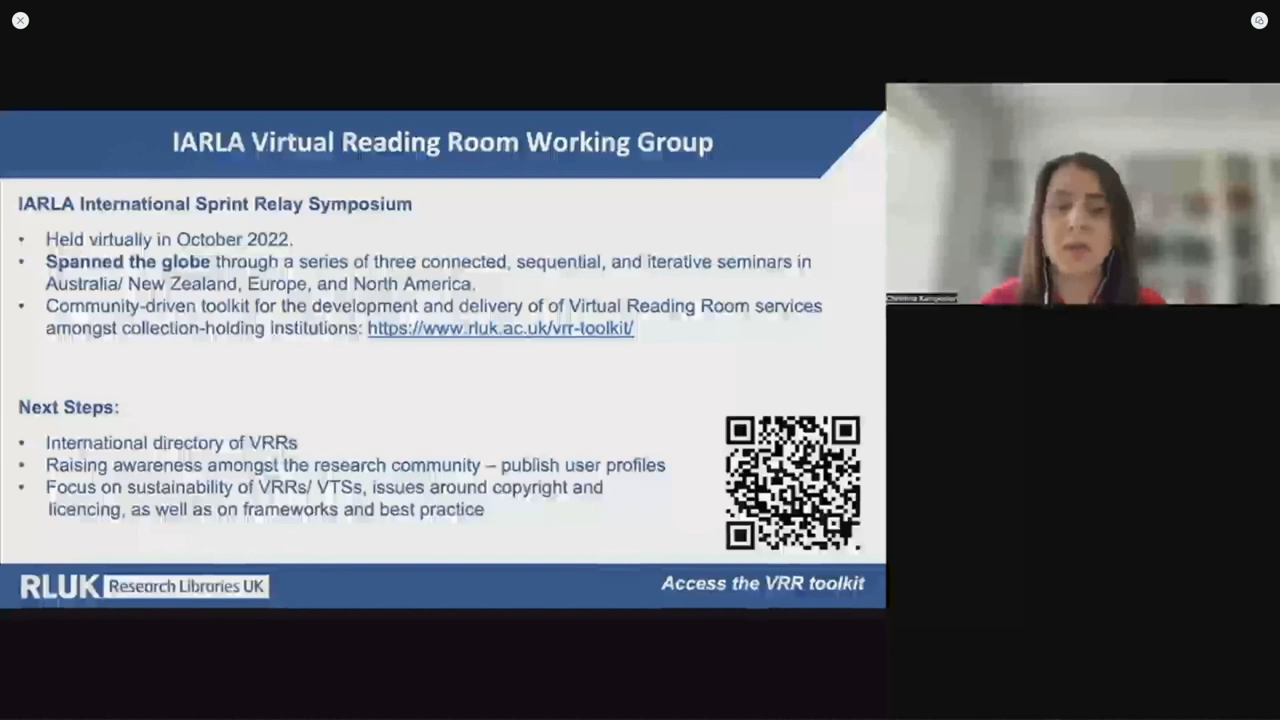 IARLA Virtual Reading Room Working Group
IARLA International Sprint Relay Symposium
• Held virtually in October 2022.
• Spanned the globe through a series of three connected, sequential, and iterative seminars in
Australia/ New Zealand, Europe, and North America.
• Community-driven toolkit for the development and delivery of of Virtual Reading Room services
amongst collection-holding institutions: https://www.rluk.ac.uk/vrr-toolkit/
Next Steps:
• International directory of VRRs
• Raising awareness amongst the research community – publish user profiles
• Focus on sustainability of VRRs/ VTSs, issues around copyright and
licencing, as well as on frameworks and best practice
RLUK Research Libraries UK
Access the VRR toolkit
Christina Kamposiori